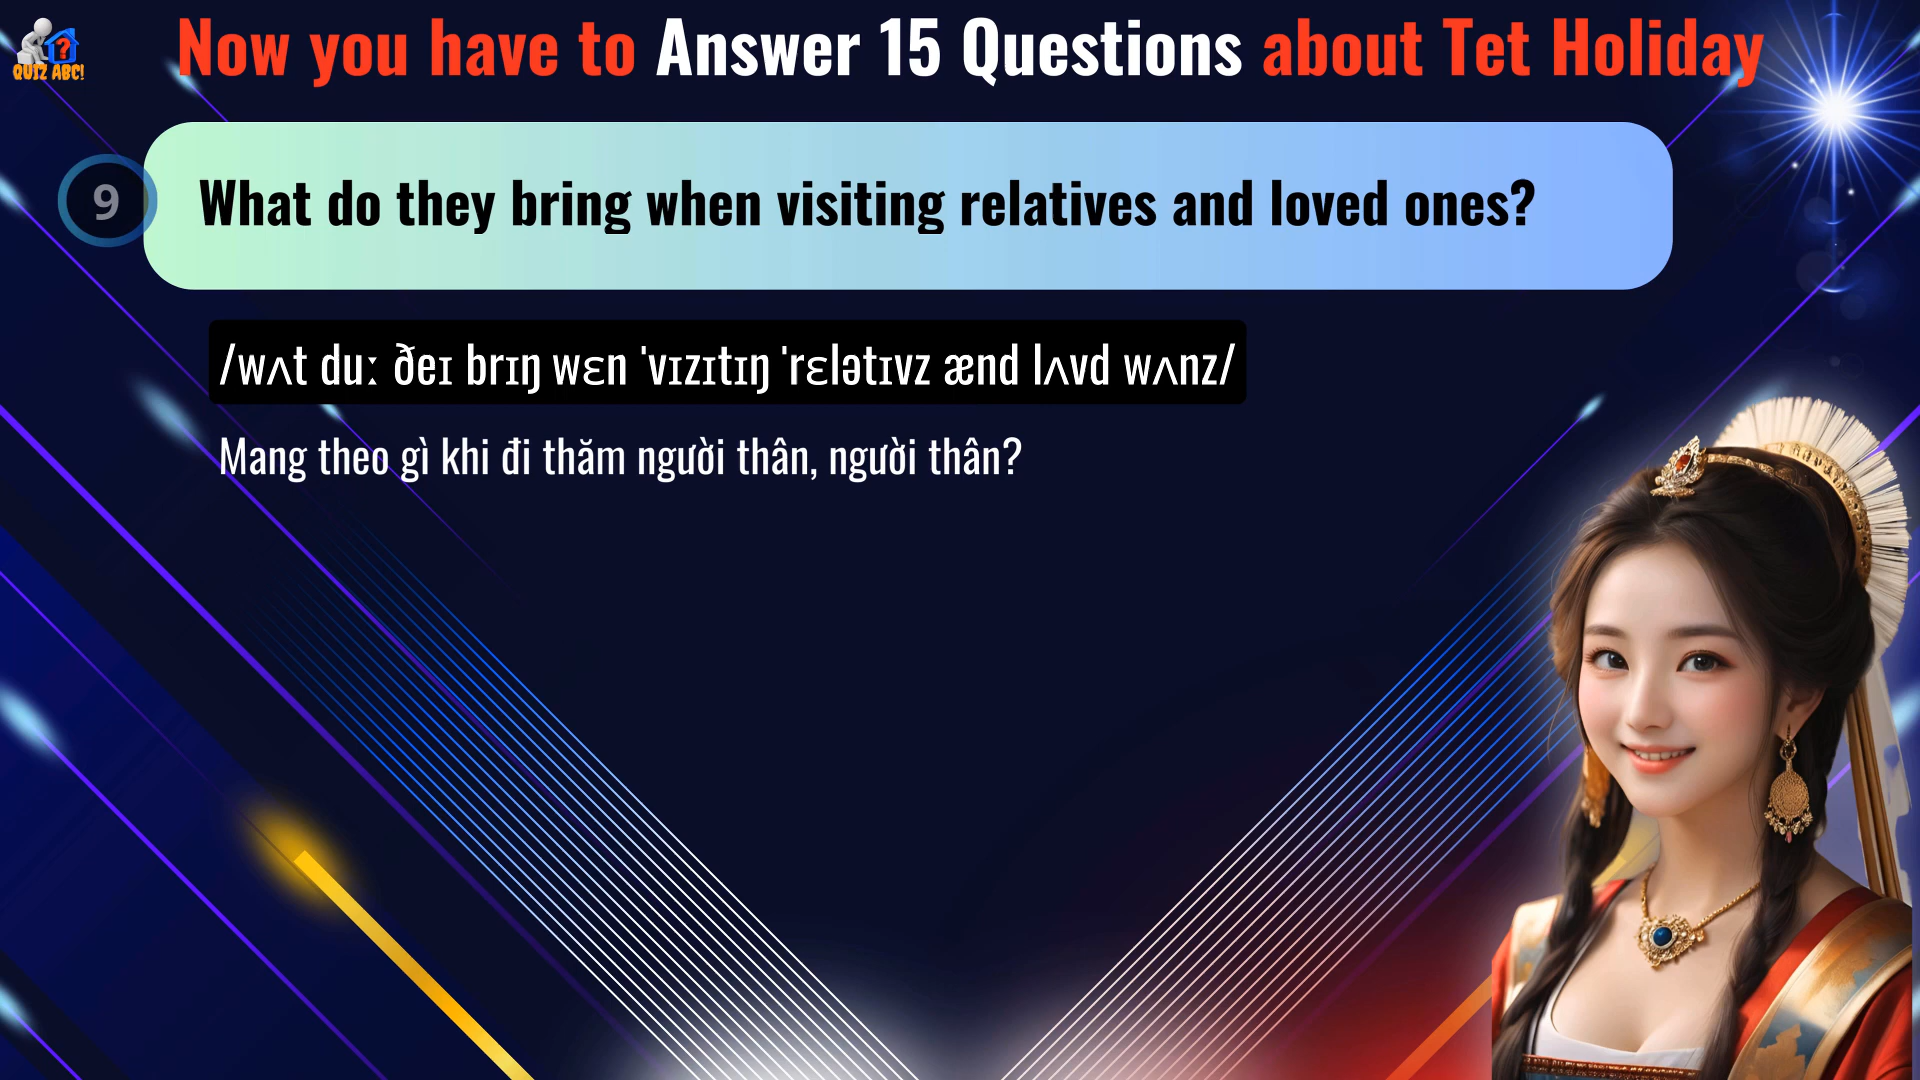 Now you have to Answer 15 Questions about Tet Holiday
QUIZ ABC!
9
What do they bring when visiting relatives and loved ones?
/wʌt duː ðeɪ brɪŋ wɛn ˈvɪzɪtɪŋ ˈrɛlətɪvz ænd lʌvd wʌnz/
Mang theo gì khi đi thăm người thân, người thân?